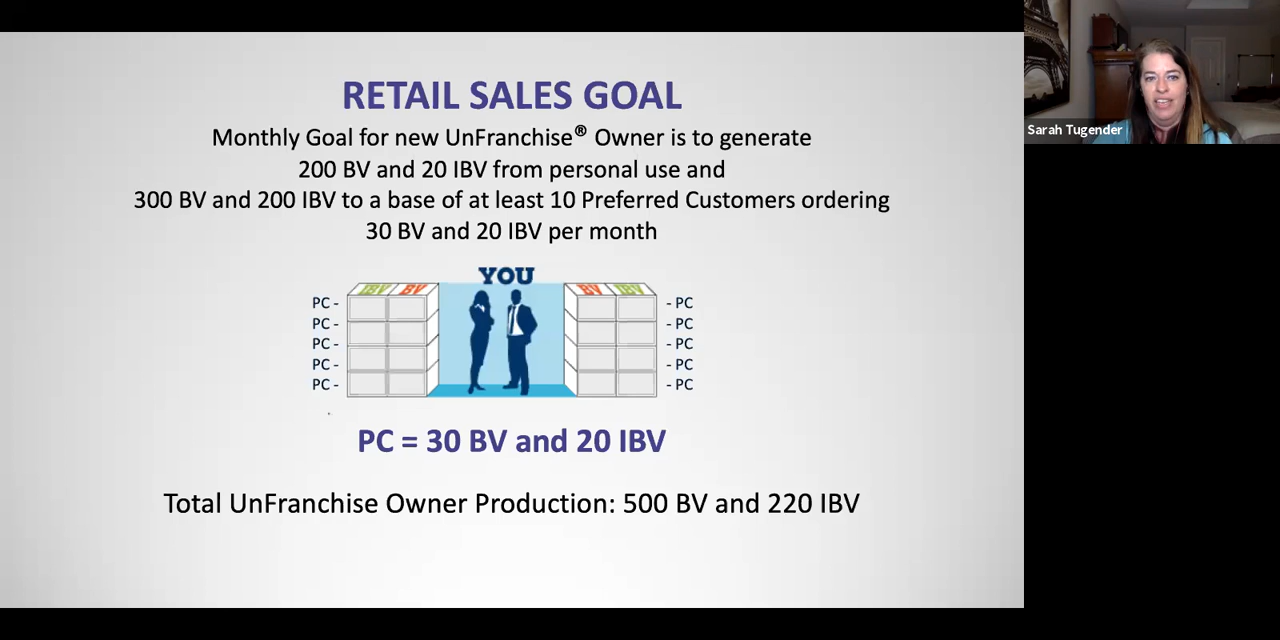 RETAIL SALES GOAL
Monthly Goal for new UnFranchise® Owner is to generate
200 BV and 20 IBV from personal use and
300 BV and 200 IBV to a base of at least 10 Preferred Customers ordering
30 BV and 20 IBV per month
YOU
IBV BV BV IBV
PC - - PC
PC - - PC
PC - - PC
PC - - PC
PC - - PC
PC = 30 BV and 20 IBV
Total UnFranchise Owner Production: 500 BV and 220 IBV
Sarah Tugender